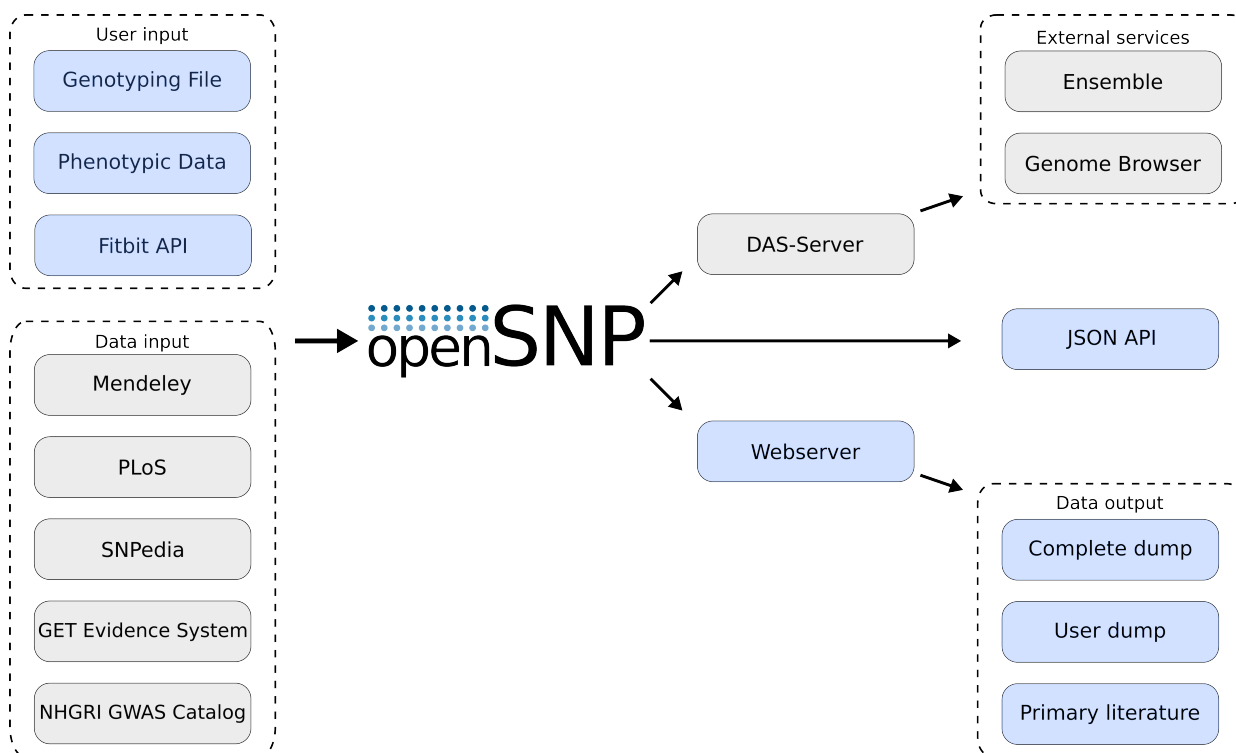 User input
Genotyping File
Phenotypic Data
Fitbit API
Data input
Mendeley
PLoS
SNPedia
GET Evidence System
NHGRI GWAS Catalog
openSNP
DAS-Server
Webserver
External services
Ensemble
Genome Browser
JSON API
Data output
Complete dump
User dump
Primary literature